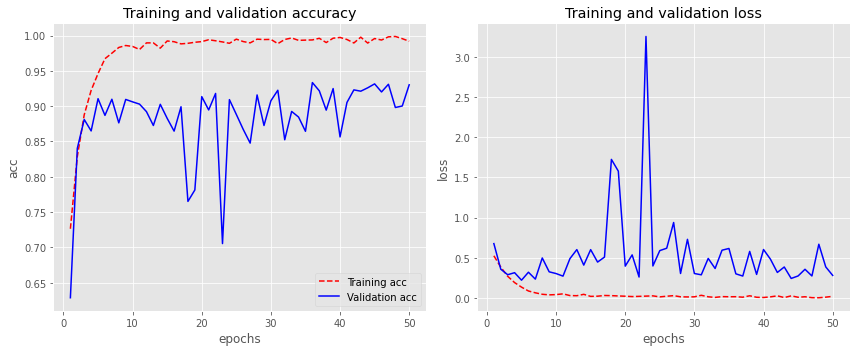 Training and validation accuracy
acc
1.00
0.95
0.90
0.85
0.80
0.75
0.70
0.65
0 10 20 30 40 50
epochs
Training acc
Validation acc
Training and validation loss
loss
3.0
2.5
2.0
1.5
1.0
0.5
0.0
0 10 20 30 40 50
epochs